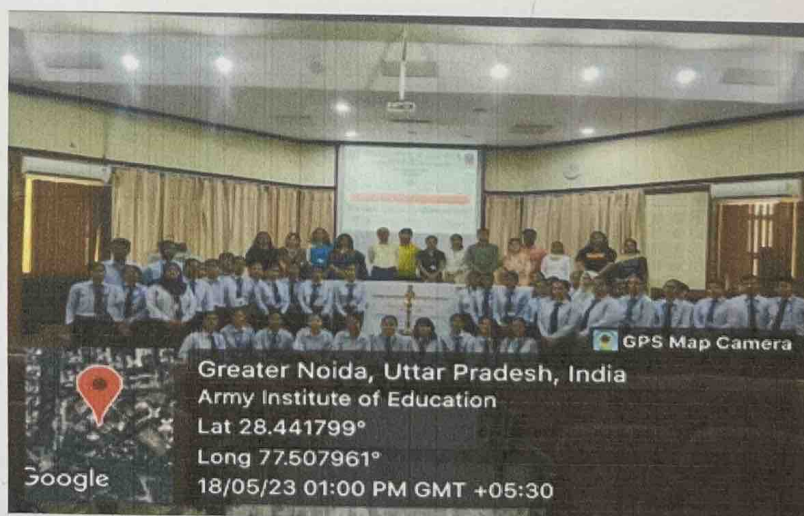 GPS Map Camera
Greater Noida, Uttar Pradesh, India
Army Institute of Education
Lat 28.441799°
Long 77.507961°
Google
18/05/23 01:00 PM GMT +05:30